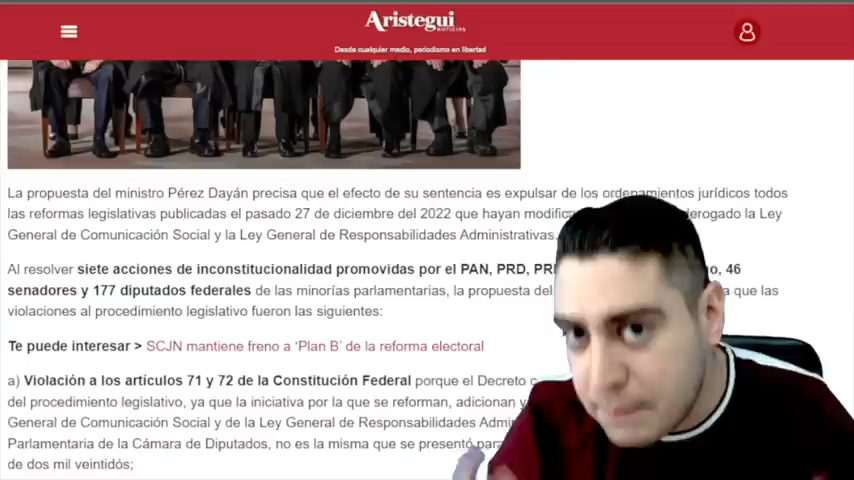 Aristegui
NOTICIAS
Desde cualquier medio, periodismo en libertad
La propuesta del ministro Pérez Dayán precisa que el efecto de su sentencia es expulsar de los ordenamientos jurídicos todos
las reformas legislativas publicadas el pasado 27 de diciembre del 2022 que hayan modific derogado la Ley
General de Comunicación Social y la Ley General de Responsabilidades Administrativas.
Al resolver siete acciones de inconstitucionalidad promovidas por el PAN, PRD, PRI 46
senadores y 177 diputados federales de las minorías parlamentarias, la propuesta del que las
violaciones al procedimiento legislativo fueron las siguientes:
Te puede interesar > SCJN mantiene freno a ‘Plan B’ de la reforma electoral
a) Violación a los artículos 71 y 72 de la Constitución Federal porque el Decreto
del procedimiento legislativo, ya que la iniciativa por la que se reforman, adicionan y
General de Comunicación Social y de la Ley General de Responsabilidades Admin
Parlamentaria de la Cámara de Diputados, no es la misma que se presentó para
de dos mil veintidós;